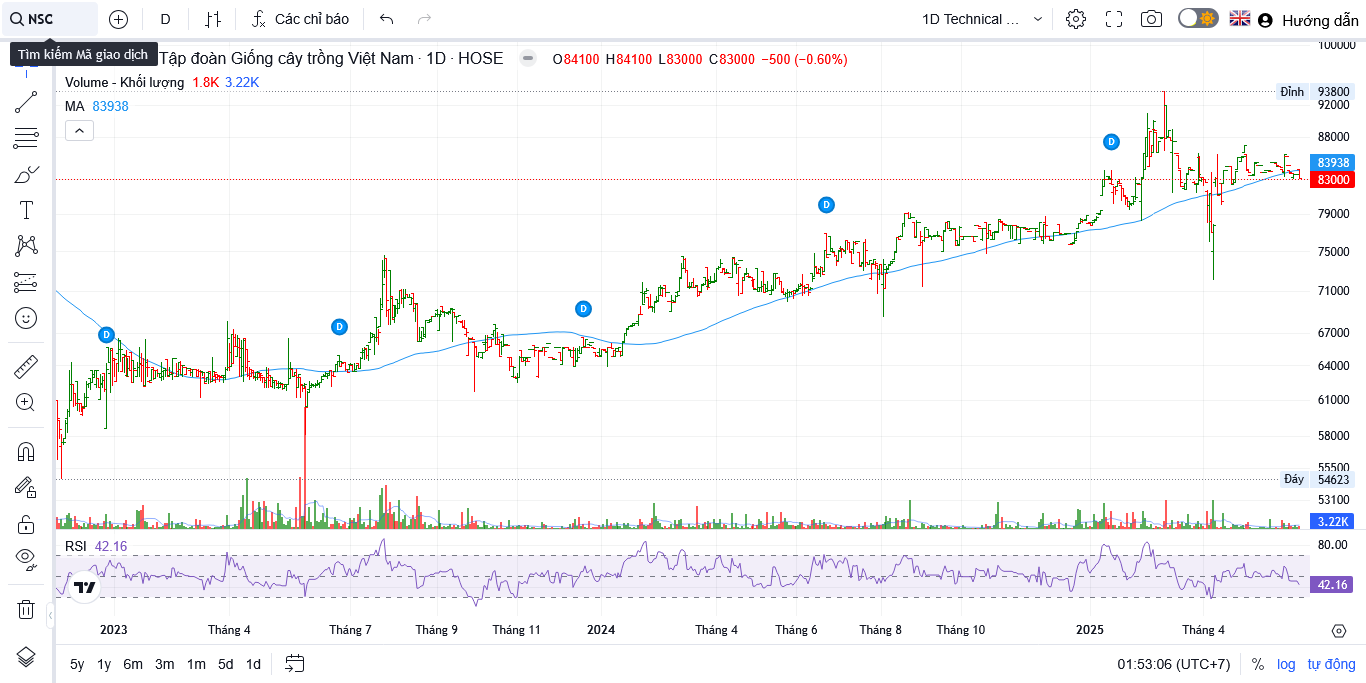 NSC
D
Các chỉ báo
1D Technical ...
Hướng dẫn
Tìm kiếm Mã giao dịch
Tập đoàn Giống cây trồng Việt Nam · 1D · HOSE
O84100 H84100 L83000 C83000 −500 (−0.60%)
Volume - Khối lượng 1.8K 3.22K
MA 83938
100000
Đỉnh 93800
92000
88000
83938
83000
79000
75000
71000
67000
64000
61000
58000
55500
Đáy 54623
53100
3.22K
D
D
D
D
D
RSI 42.16
80.00
42.16
2023 Tháng 4 Tháng 7 Tháng 9 Tháng 11 2024 Tháng 4 Tháng 6 Tháng 8 Tháng 10 2025 Tháng 4
5y 1y 6m 3m 1m 5d 1d
01:53:06 (UTC+7) % log tự động